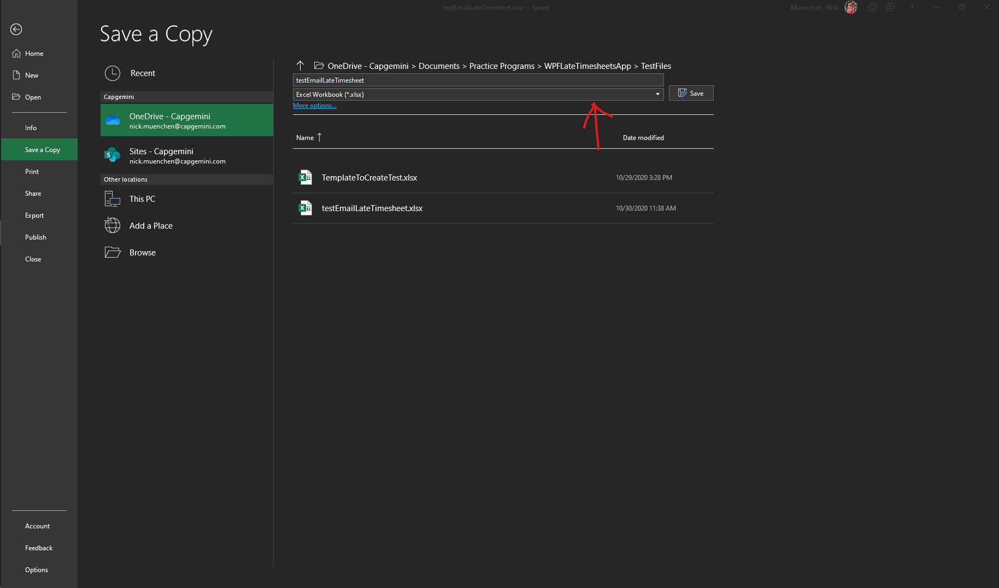 testEmailLateTimesheet.xlsx - Saved
Muenchen, Nick
?
Save a Copy
Home
New
Open
Info
Save a Copy
Print
Share
Export
Publish
Close
Account
Feedback
Options
Recent
Capgemini
OneDrive - Capgemini
nick.muenchen@capgemini.com
S
Sites - Capgemini
nick.muenchen@capgemini.com
Other locations
This PC
Add a Place
Browse
OneDrive - Capgemini > Documents > Practice Programs > WPFLateTimesheetsApp > TestFiles
testEmailLateTimesheet
Excel Workbook (*.xlsx)
Save
More options...
Name ↑ Date modified
X TemplateToCreateTest.xlsx 10/29/2020 3:28 PM
X testEmailLateTimesheet.xlsx 10/30/2020 11:38 AM